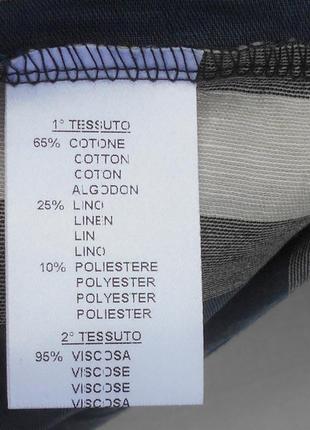 1° TESSUTO
65% COTONE
COTTON
COTON
ALGODON
25% LINO
LINEN
LIN
LINO
10% POLIESTERE
POLYESTER
POLYESTER
POLYESTER
2° TESSUTO
95% VISCOSA
VISCOSE
VISCOSE
VISCOSA